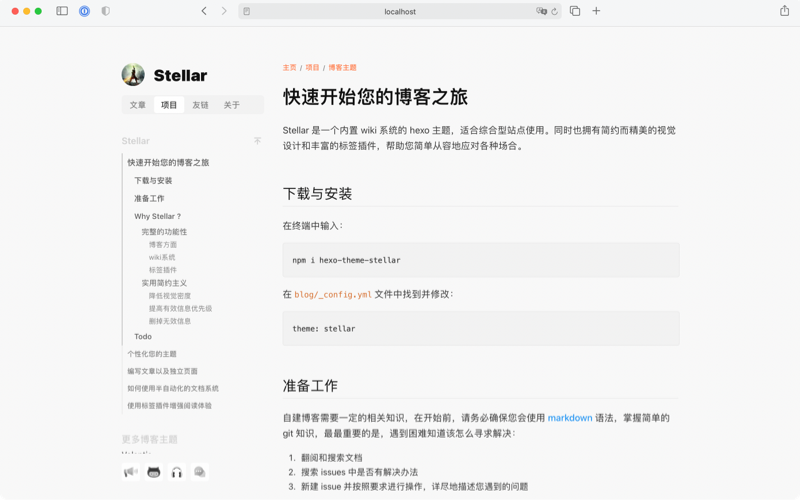 localhost
Stellar
文章 项目 友链 关于
Stellar
快速开始您的博客之旅
下载与安装
准备工作
Why Stellar ?
完整的功能性
博客方面
wiki系统
标签插件
实用简约主义
降低视觉密度
提高有效信息优先级
删掉无效信息
Todo
个性化您的主题
编写文章以及独立页面
如何使用半自动化的文档系统
使用标签插件增强阅读体验
更多博客主题
主页 / 项目 / 博客主题
快速开始您的博客之旅
Stellar 是一个内置 wiki 系统的 hexo 主题，适合综合型站点使用。同时也拥有简约而精美的视觉
设计和丰富的标签插件，帮助您简单从容地应对各种场合。
下载与安装
在终端中输入：
npm i hexo-theme-stellar
在 blog/_config.yml 文件中找到并修改：
theme: stellar
准备工作
自建博客需要一定的相关知识，在开始前，请务必确保您会使用 markdown 语法，掌握简单的
git 知识，最最重要的是，遇到困难知道该怎么寻求解决：
1. 翻阅和搜索文档
2. 搜索 issues 中是否有解决办法
3. 新建 issue 并按照要求进行操作，详尽地描述您遇到的问题